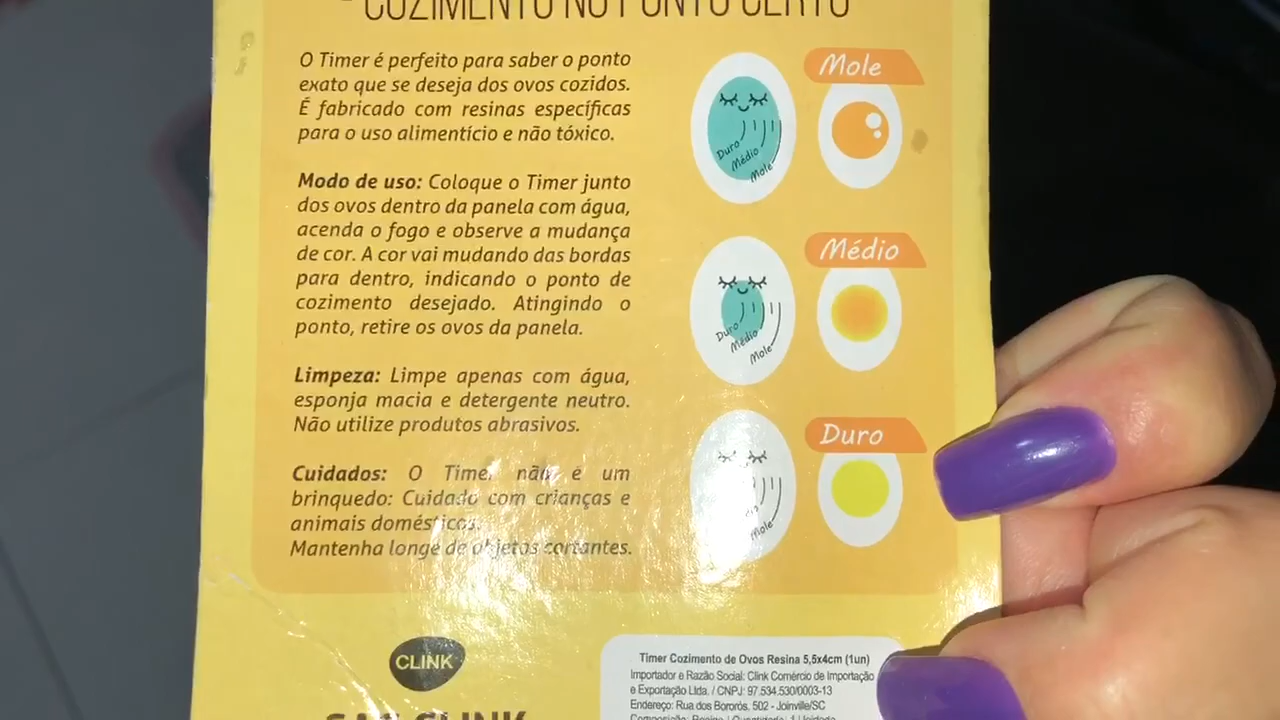 - COZIMENTO NO PONTO CERTO
O Timer é perfeito para saber o ponto
exato que se deseja dos ovos cozidos.
É fabricado com resinas específicas
para o uso alimentício e não tóxico.
Modo de uso: Coloque o Timer junto
dos ovos dentro da panela com água,
acenda o fogo e observe a mudança
de cor. A cor vai mudando das bordas
para dentro, indicando o ponto de
cozimento desejado. Atingindo o
ponto, retire os ovos da panela.
Limpeza: Limpe apenas com água,
esponja macia e detergente neutro.
Não utilize produtos abrasivos.
Cuidados: O Timer não é um
brinquedo: Cuidado com crianças e
animais domésticos.
Mantenha longe de objetos cortantes.
Mole
Duro
Médio
Mole
Médio
Duro
Médio
Mole
Duro
Mole
CLINK
SAC CLINK
Timer Cozimento de Ovos Resina 5,5x4cm (1un)
Importador e Razão Social: Clink Comércio de Importação
e Exportação Ltda. / CNPJ: 97.534.530/0003-13
Endereço: Rua dos Bororós, 502 - Joinville/SC
Composição: Resina | Quantidade: 1 Unidade